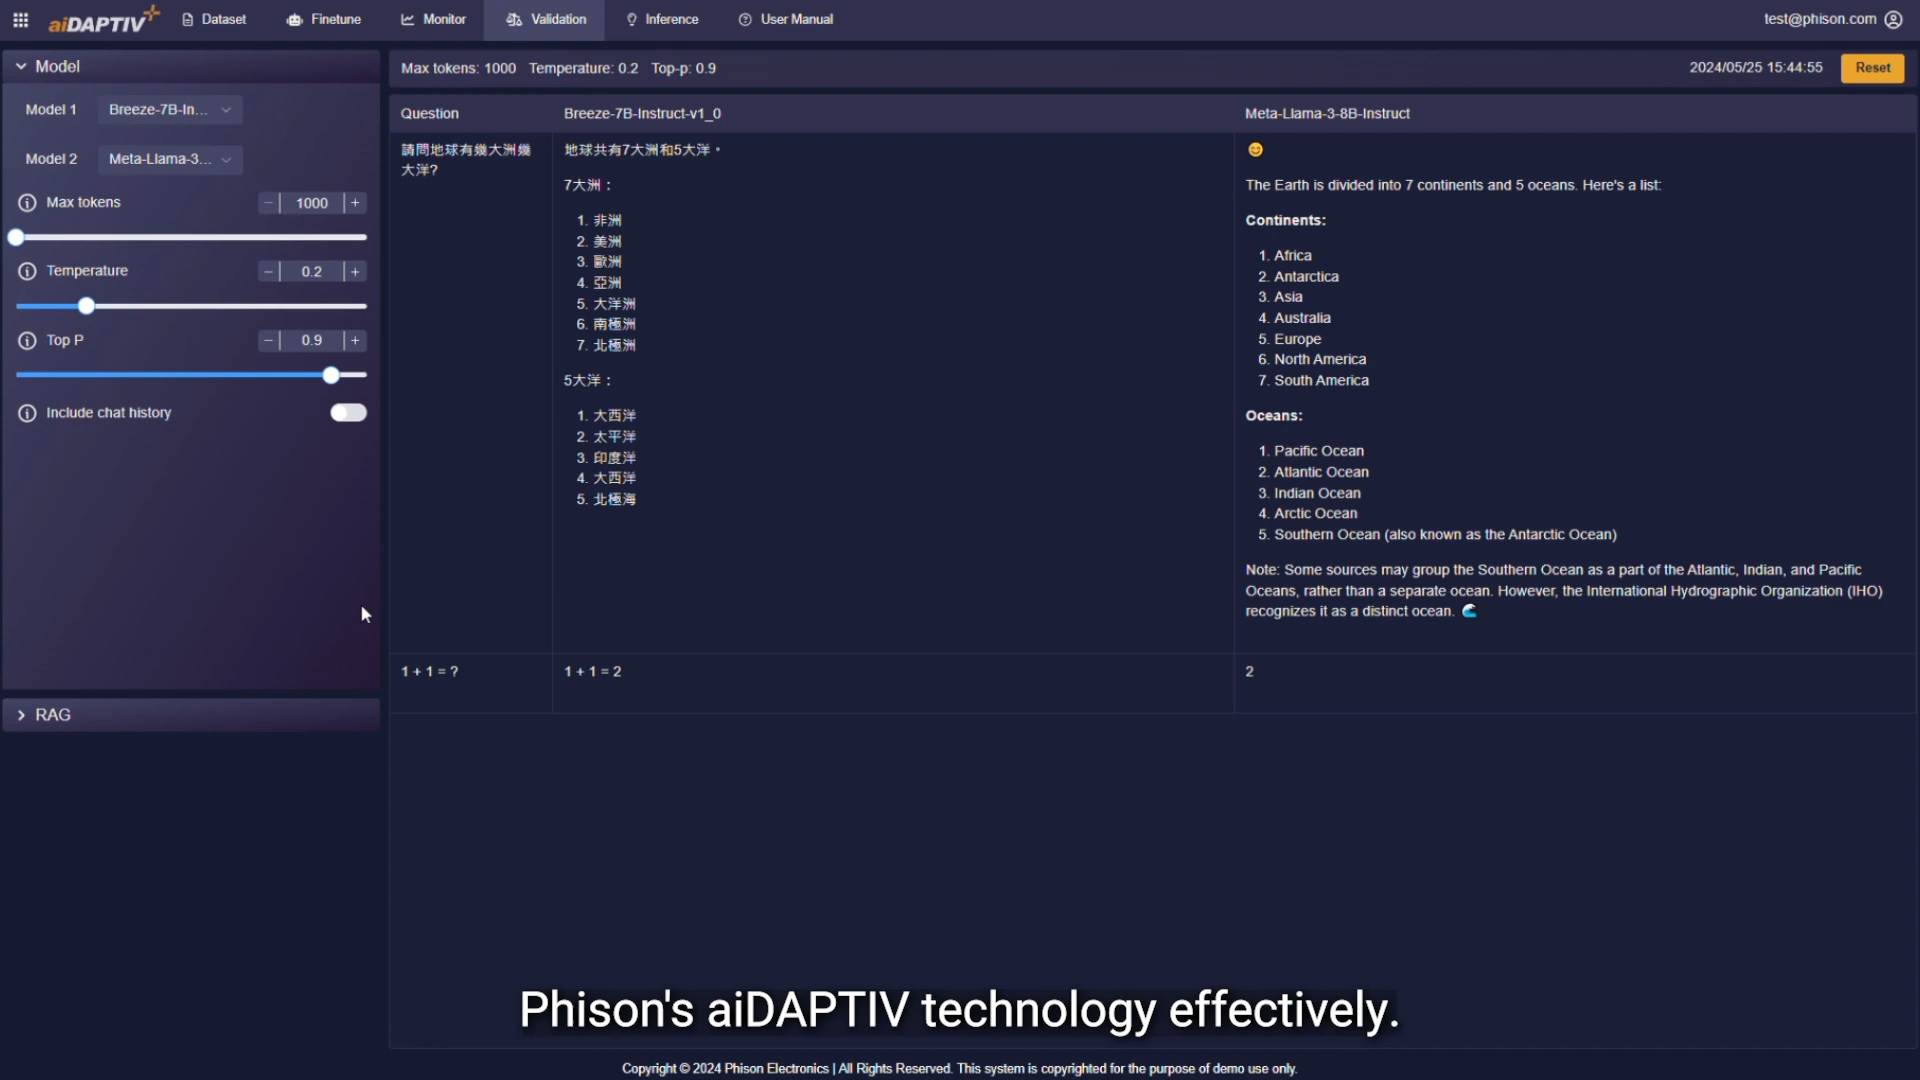 aiDAPTIV+
Dataset
Finetune
Monitor
Validation
Inference
User Manual
test@phison.com
Model
Model 1
Breeze-7B-In...
Model 2
Meta-Llama-3...
Max tokens
− 1000 +
Temperature
− 0.2 +
Top P
− 0.9 +
Include chat history
RAG
Max tokens: 1000 Temperature: 0.2 Top-p: 0.9
2024/05/25 15:44:55
Reset
Question
Breeze-7B-Instruct-v1_0
Meta-Llama-3-8B-Instruct
請問地球有幾大洲幾
大洋?
地球共有7大洲和5大洋。
7大洲：
1. 非洲
2. 美洲
3. 歐洲
4. 亞洲
5. 大洋洲
6. 南極洲
7. 北極洲
5大洋：
1. 大西洋
2. 太平洋
3. 印度洋
4. 大西洋
5. 北極海
😊
The Earth is divided into 7 continents and 5 oceans. Here's a list:
Continents:
1. Africa
2. Antarctica
3. Asia
4. Australia
5. Europe
6. North America
7. South America
Oceans:
1. Pacific Ocean
2. Atlantic Ocean
3. Indian Ocean
4. Arctic Ocean
5. Southern Ocean (also known as the Antarctic Ocean)
Note: Some sources may group the Southern Ocean as a part of the Atlantic, Indian, and Pacific
Oceans, rather than a separate ocean. However, the International Hydrographic Organization (IHO)
recognizes it as a distinct ocean. 🌊
1 + 1 = ?
1 + 1 = 2
2
Phison's aiDAPTIV technology effectively.
Copyright © 2024 Phison Electronics | All Rights Reserved. This system is copyrighted for the purpose of demo use only.